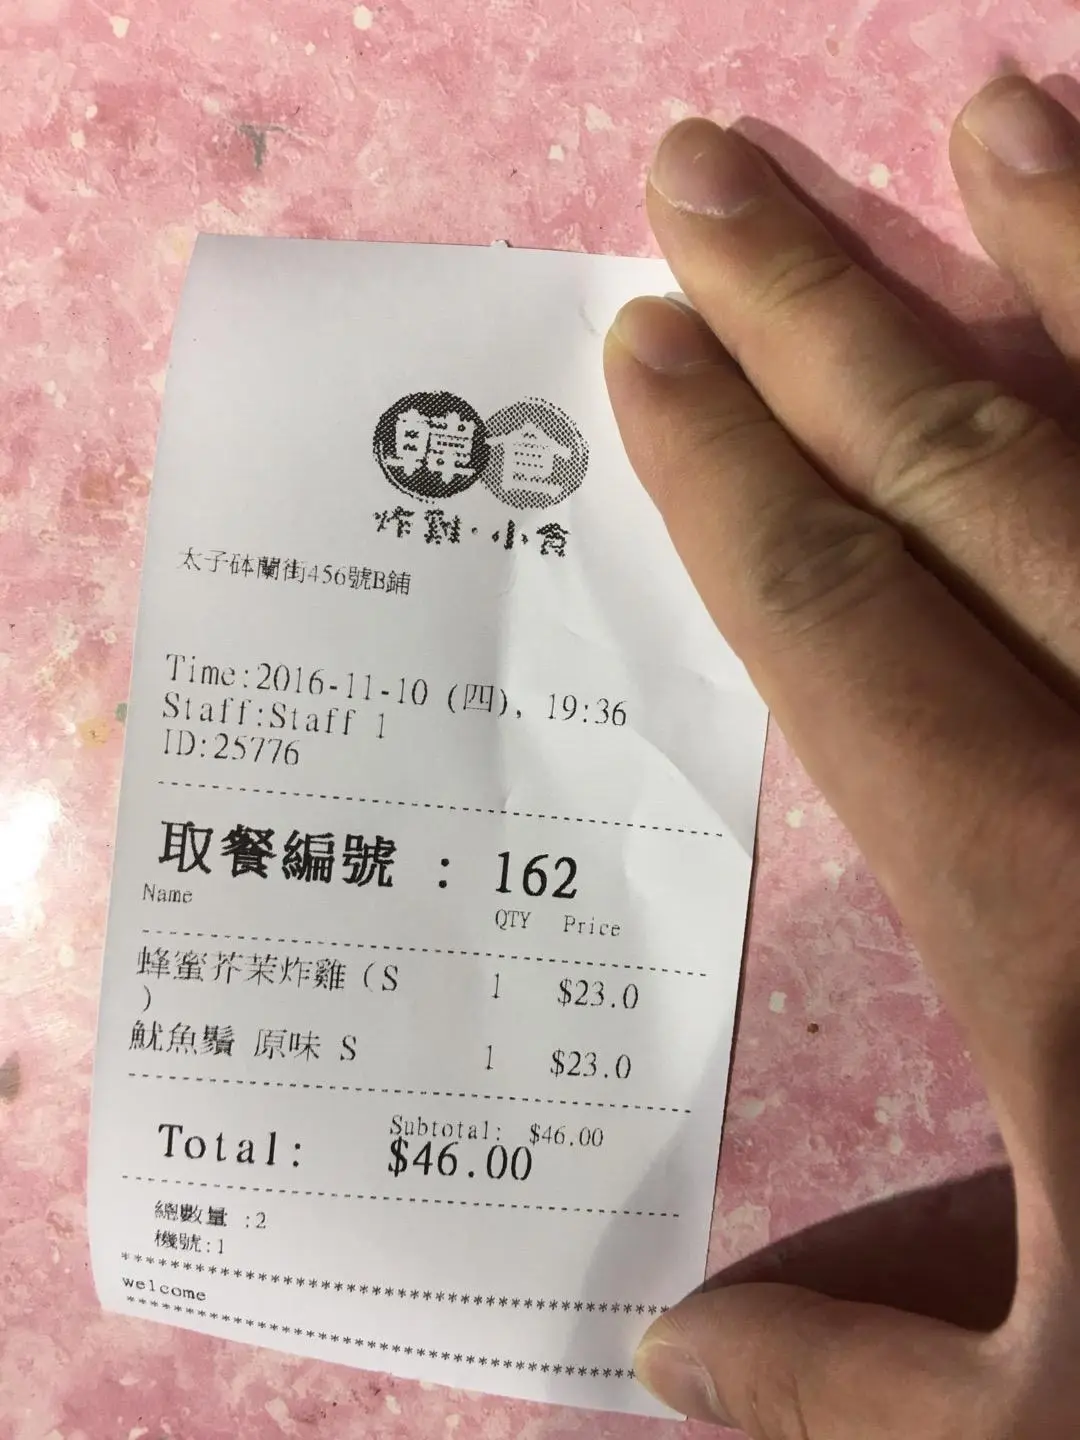 韓食
炸雞·小食
太子砵蘭街456號B鋪
Time:2016-11-10 (四), 19:36
Staff:Staff 1
ID:25776
取餐編號 : 162
Name QTY Price
蜂蜜芥茉炸雞 (S 1 $23.0
)
魷魚鬚 原味 S 1 $23.0
Subtotal: $46.00
Total: $46.00
總數量 :2
機號:1
welcome